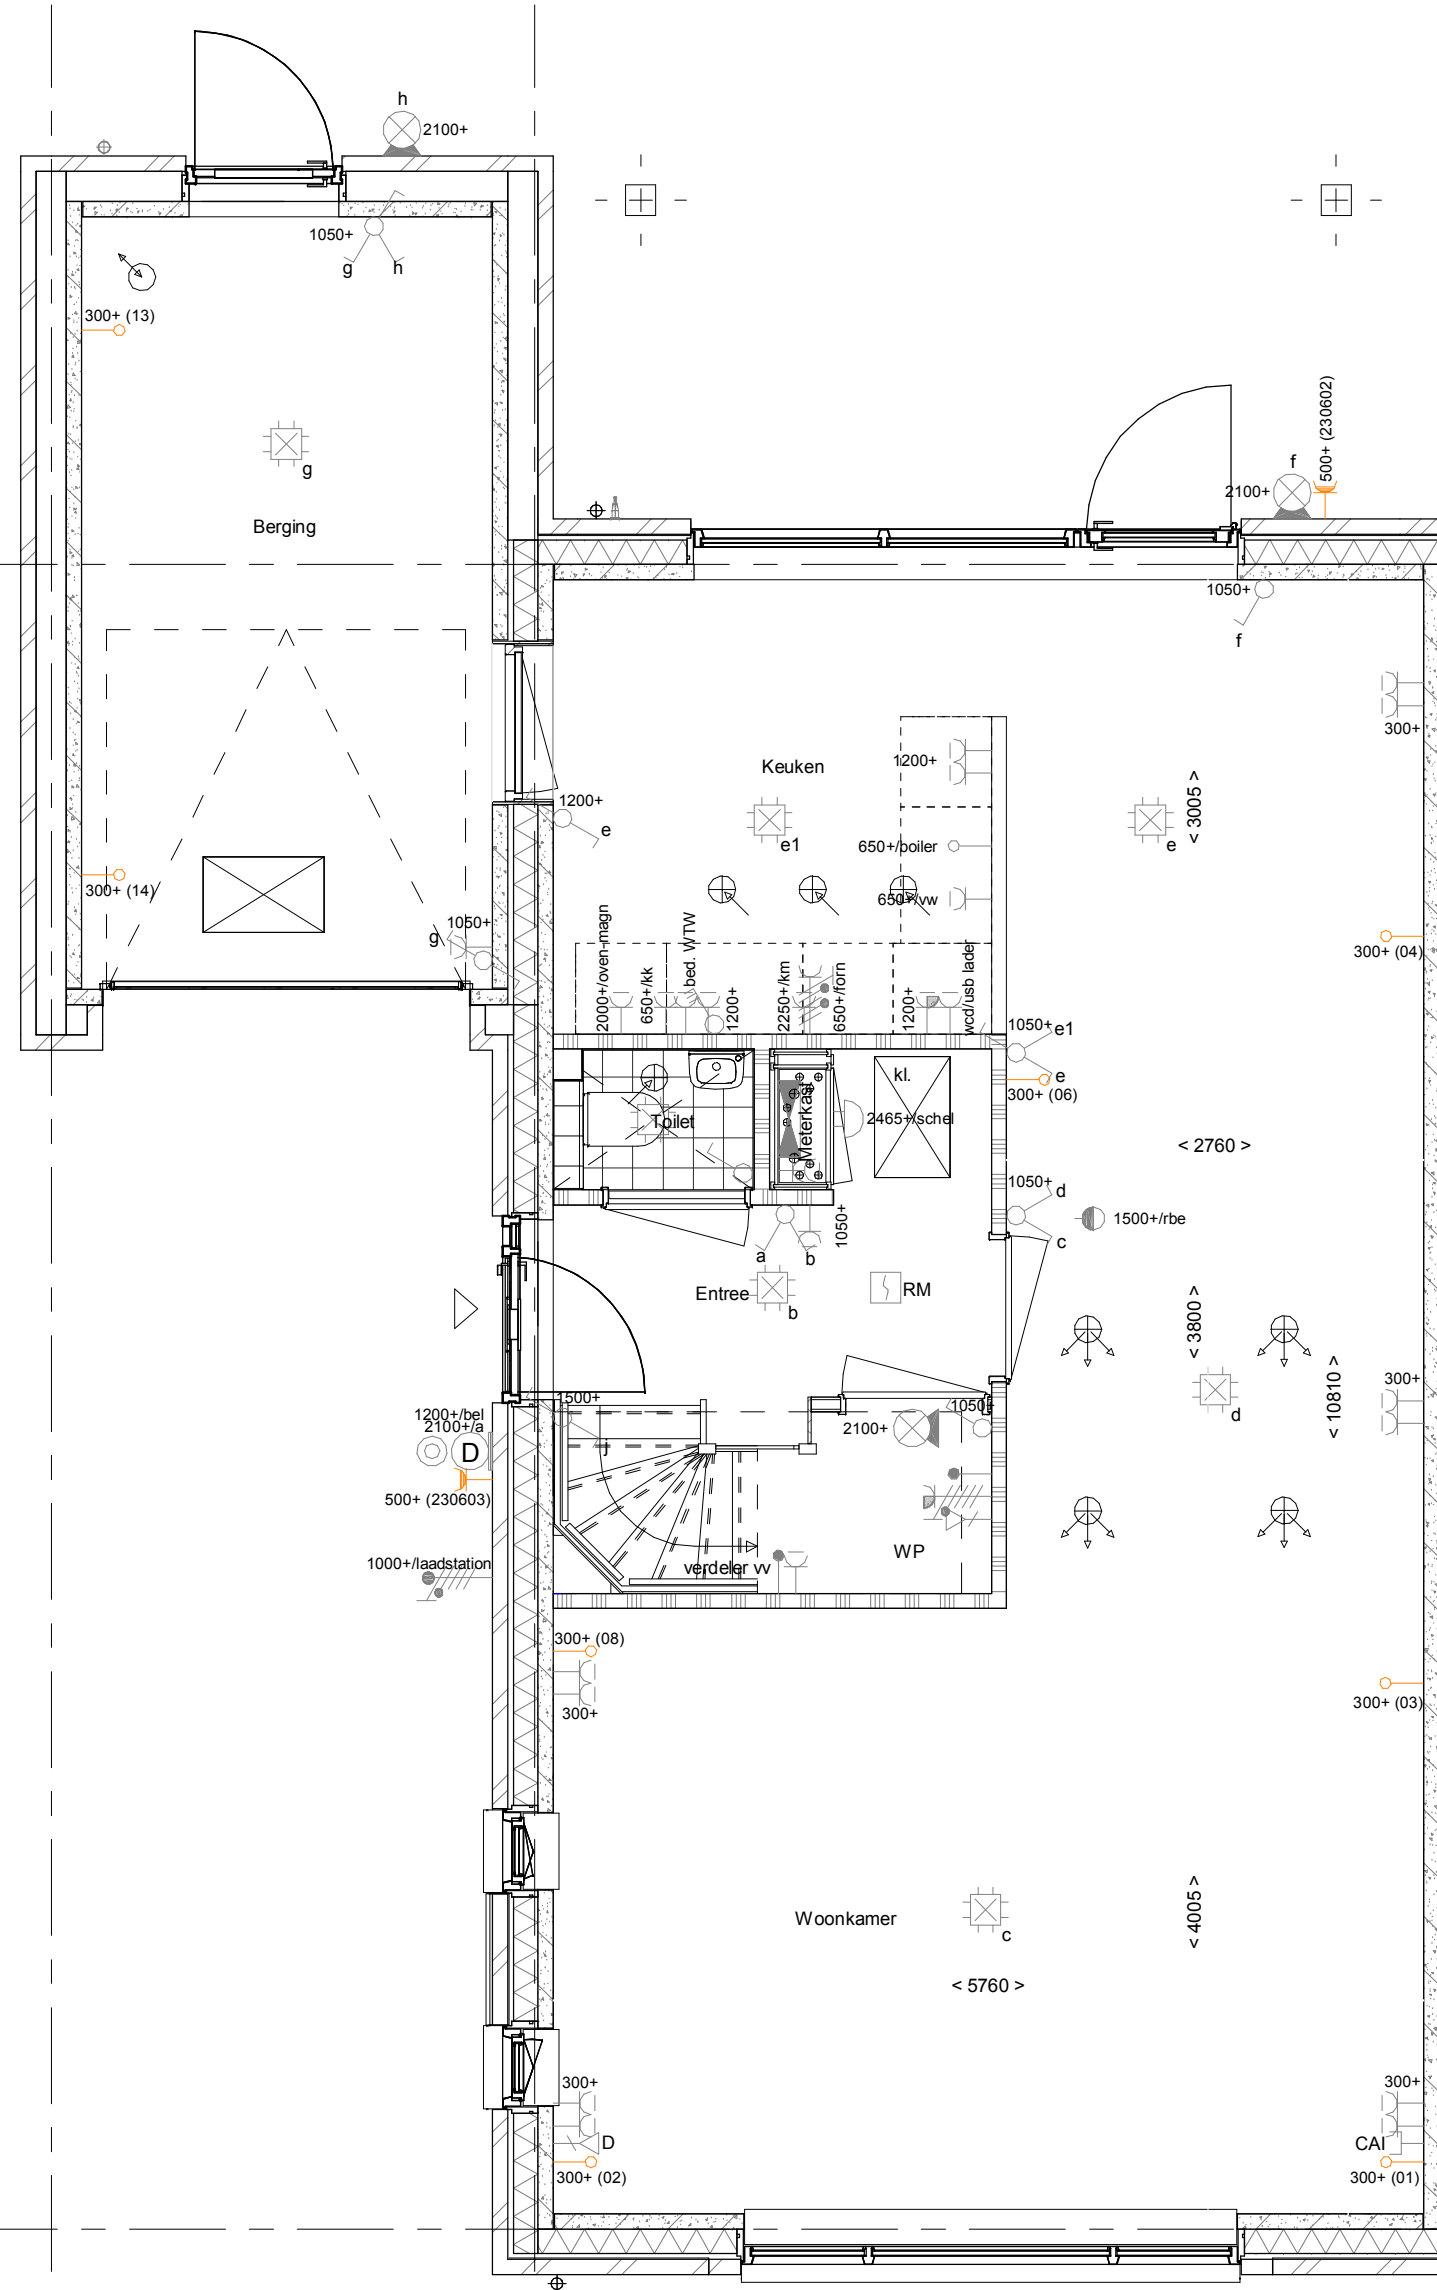 h
2100+
1050+
g
h
300+ (13)
g
Berging
500+ (230602)
f
2100+
1050+
f
300+
Keuken
1200+
1200+
e
e1
e
< 3005 >
650+/boiler
650+/vw
300+ (14)
1050+
g
2000+/oven-magn
650+/kk
bed. WTW
1200+
2250+/km
650+/forn
1200+
wcd/usb lader
300+ (04)
1050+
e1
e
300+ (06)
kl.
Toilet
Meterkast
2465+/schel
< 2760 >
1050+
d
c
1500+/rbe
1050+
a
b
Entree
b
RM
< 3800 >
< 10810 >
300+
d
1500+
j
1200+/bel
2100+/a
D
500+ (230603)
2100+
1050+
1000+/laadstation
WP
verdeler vv
300+ (08)
300+
300+ (03)
Woonkamer
c
< 4005 >
< 5760 >
300+
D
300+ (02)
300+
CAI
300+ (01)